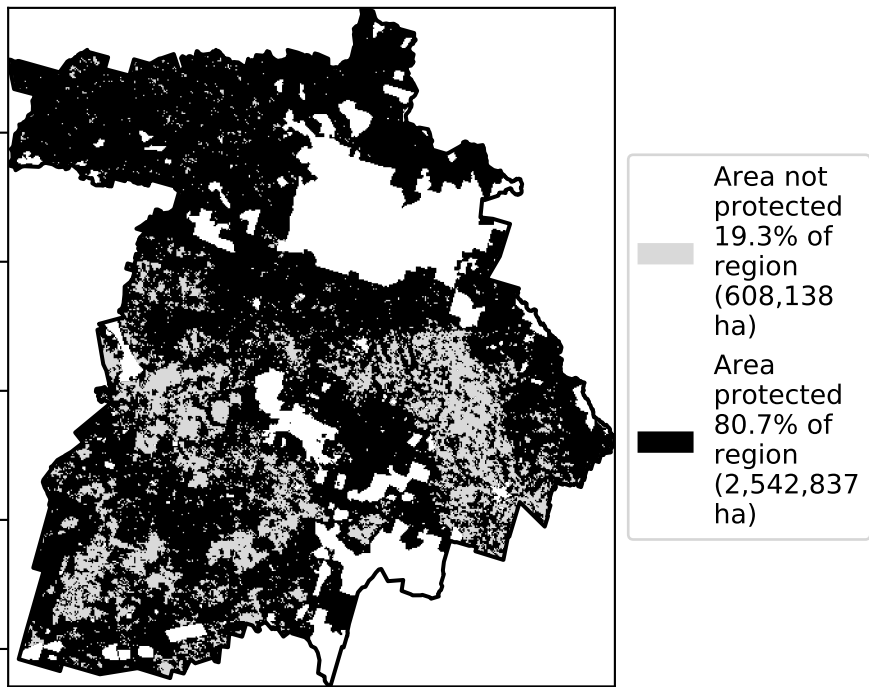 Area not
protected
19.3% of
region
(608,138
ha)
Area
protected
80.7% of
region
(2,542,837
ha)